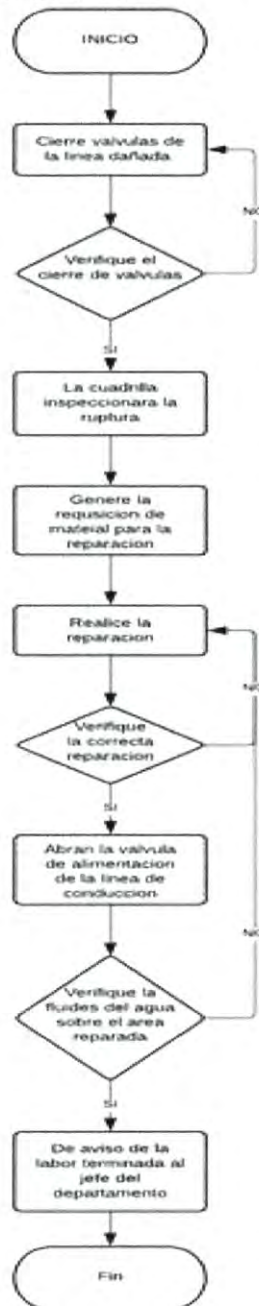 INICIO
Cierre valvulas de
la linea dañada
NO
Verifique el
cierre de valvulas
SI
La cuadrilla
inspeccionara la
ruptura
Genere la
requsicion de
mateial para la
reparacion
Realice la
reparacion
NO
Verifique
la correcta
reparacion
SI
Abran la valvula
de alimentacion
de la linea de
conduccion
NO
Verifique la
fluides del agua
sobre el area
reparada
SI
De aviso de la
labor terminada al
jefe del
departamento
Fin